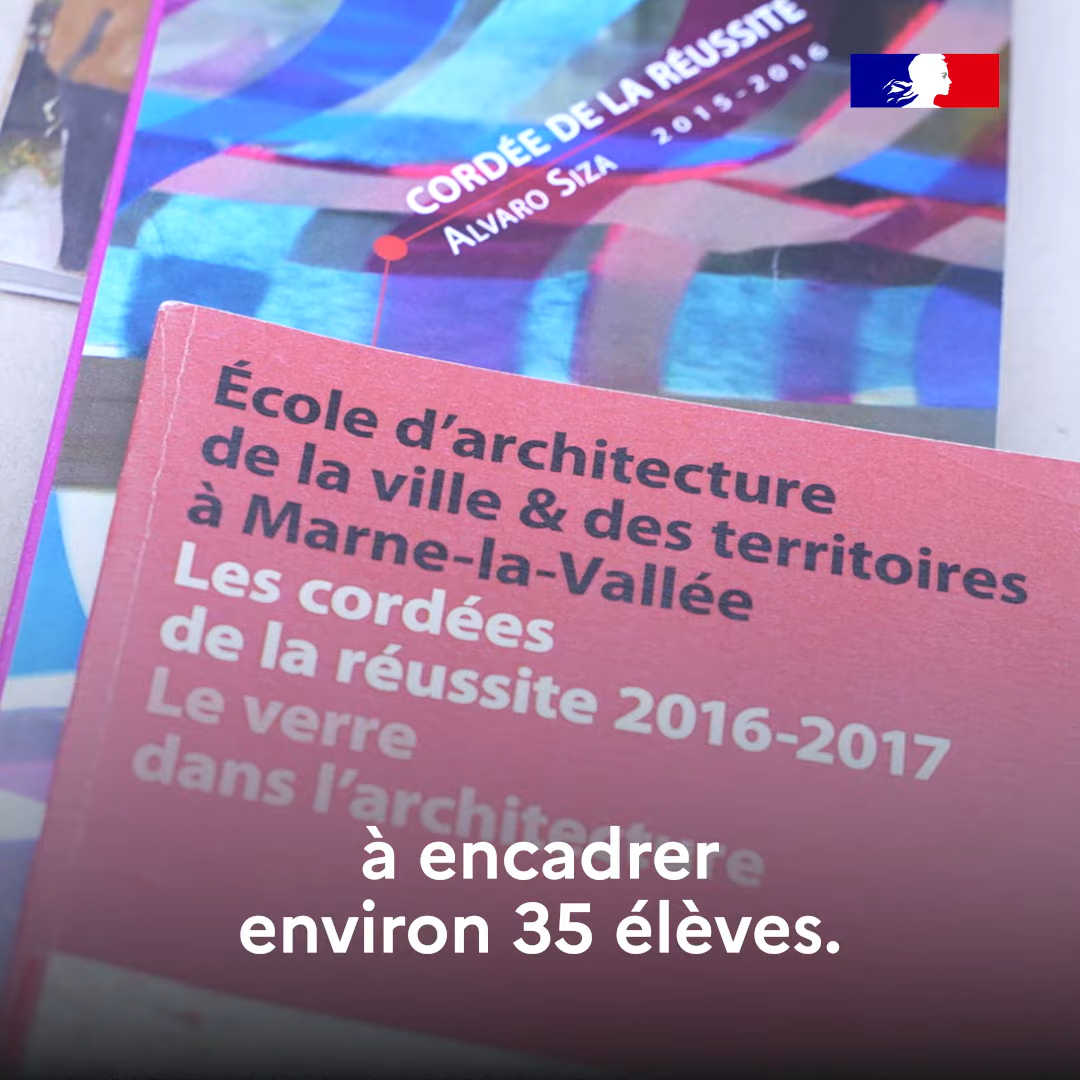 CORDÉE DE LA RÉUSSITE
ALVARO SIZA 2015-2016
École d'architecture
de la ville & des territoires
à Marne-la-Vallée
Les cordées
de la réussite 2016-2017
Le verre
dans l'architecture
à encadrer
environ 35 élèves.